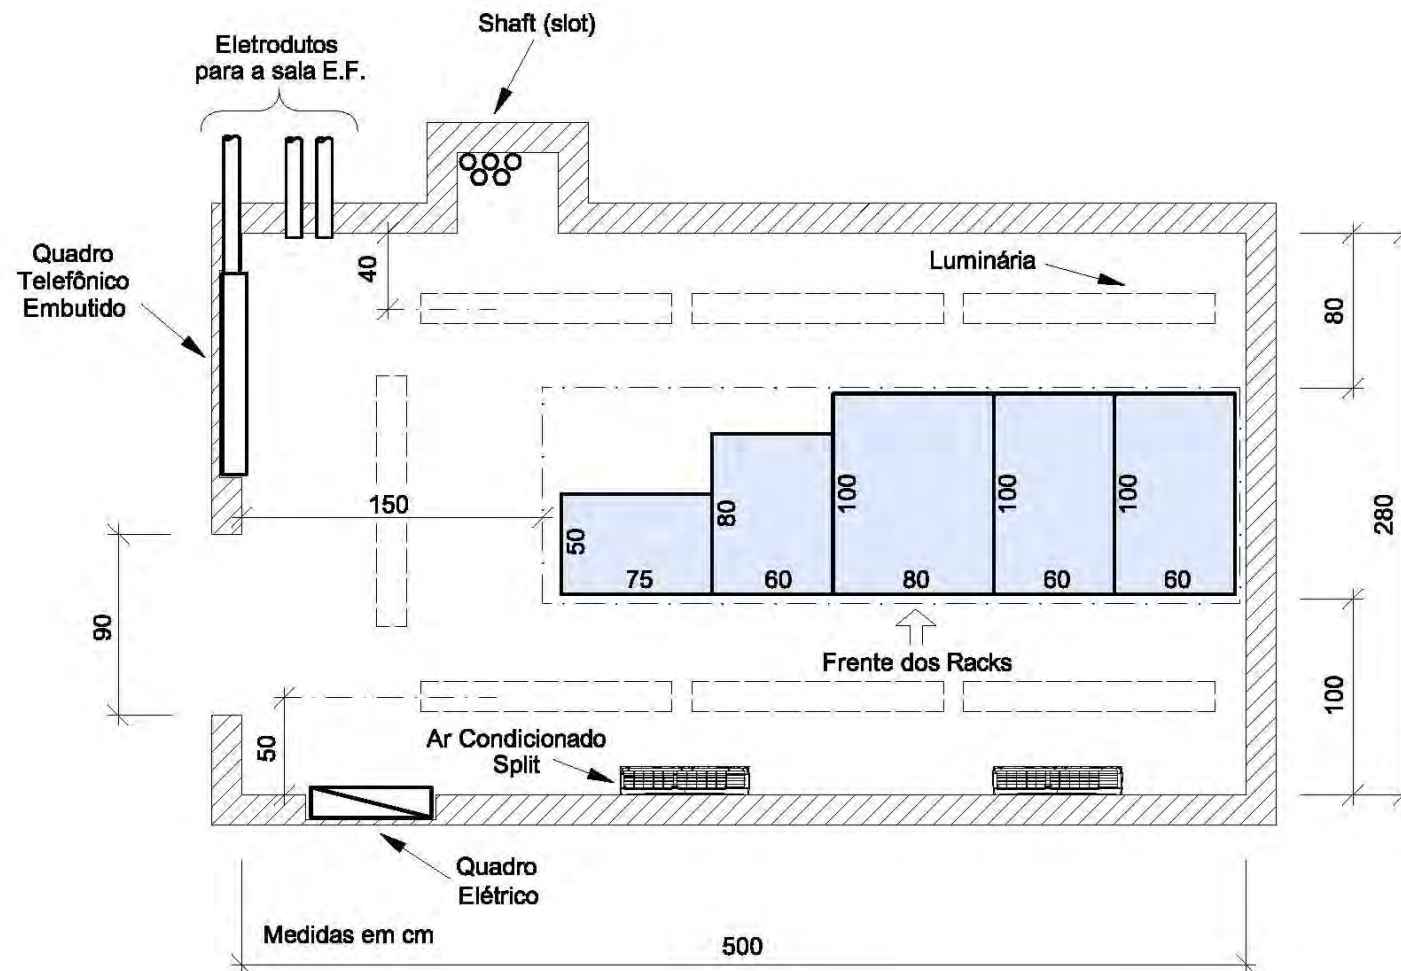 Shaft (slot)
Eletrodutos
para a sala E.F.
Quadro
Telefônico
Embutido
40
Luminária
80
150
50
80
100
100
100
280
75
60
80
60
60
90
Frente dos Racks
100
50
Ar Condicionado
Split
Quadro
Elétrico
Medidas em cm
500